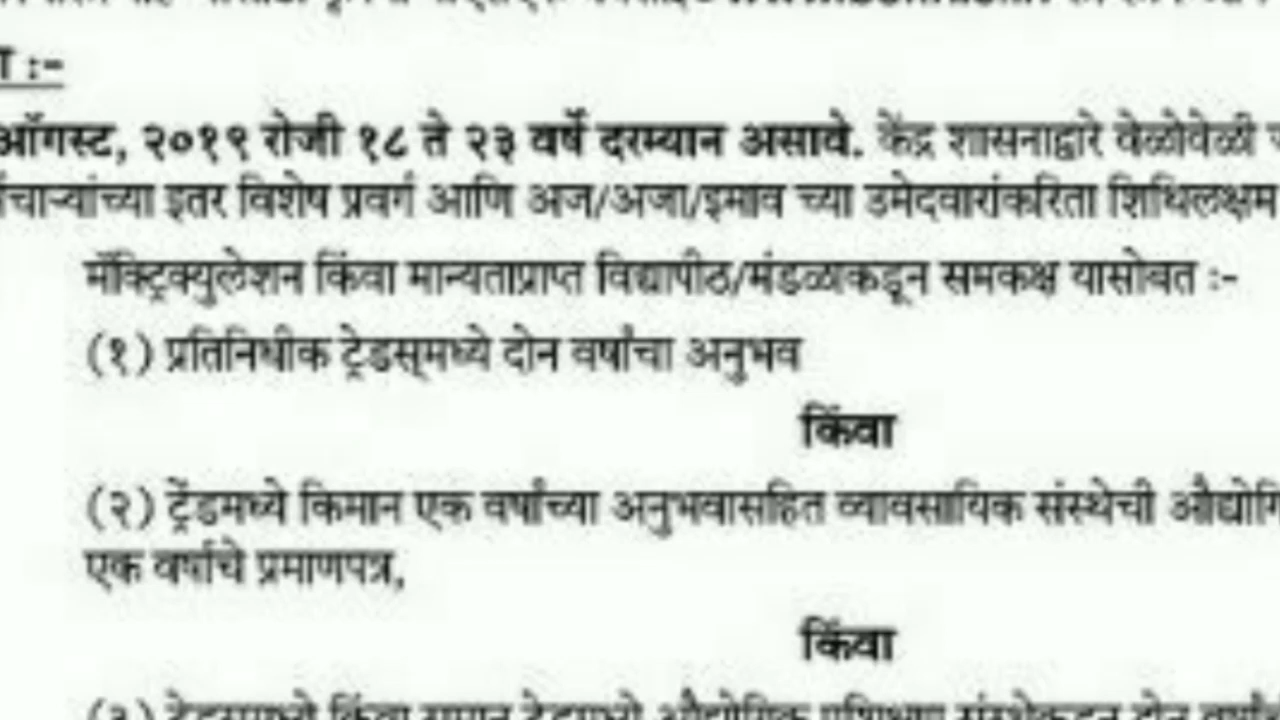 :-
ऑगस्ट, २०१९ रोजी १८ ते २३ वर्षे दरम्यान असावे. केंद्र शासनाद्वारे वेळोवेळी
इतर विशेष प्रवर्ग आणि अज/अजा/इमाव च्या उमेदवारांकरिता शिथिलक्षम
मॅक्ट्रिक्युलेशन किंवा मान्यताप्राप्त विद्यापीठ/मंडळाकडून समकक्ष यासोबत :-
(१) प्रतिनिधीक ट्रेडस्मध्ये दोन वर्षांचा अनुभव
किंवा
(२) ट्रेंडमध्ये किमान एक वर्षांच्या अनुभवासहित व्यावसायिक संस्थेची
एक वर्षाचे प्रमाणपत्र,
किंवा